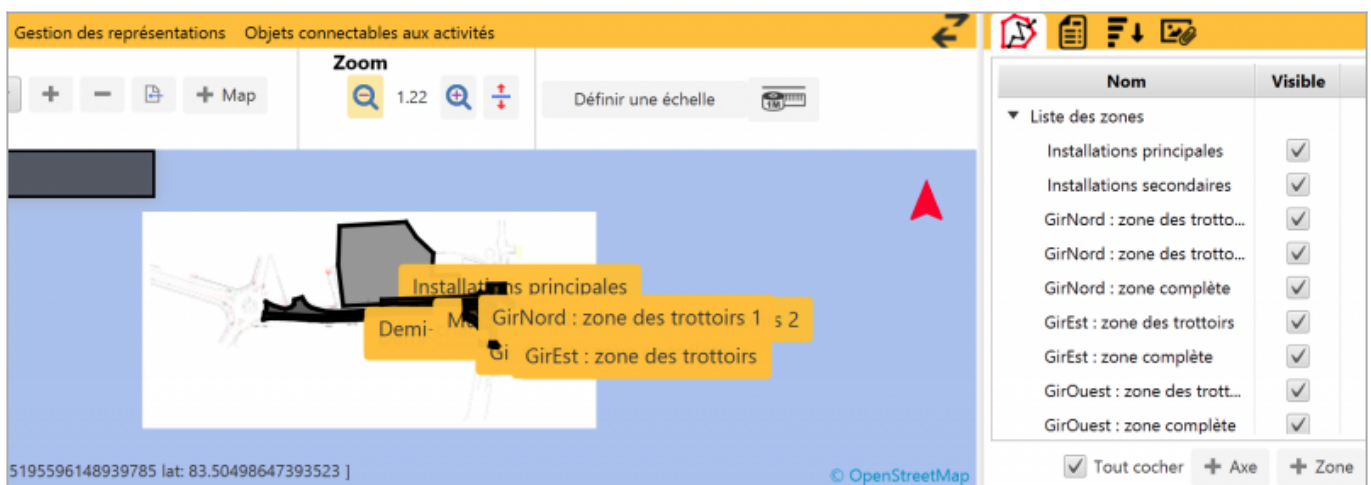 Gestion des représentations Objets connectables aux activités
Zoom
+ Map
1.22
Définir une échelle
1M
Nom Visible
Liste des zones
Installations principales
Installations secondaires
GirNord : zone des trotto...
GirNord : zone des trotto...
GirNord : zone complète
GirEst : zone des trottoirs
GirEst : zone complète
GirOuest : zone des trott...
GirOuest : zone complète
Installations principales
Demi-
GirNord : zone des trottoirs 1
s 2
Gi
GirEst : zone des trottoirs
5195596148939785 lat: 83.50498647393523 ]
© OpenStreetMap
Tout cocher + Axe + Zone